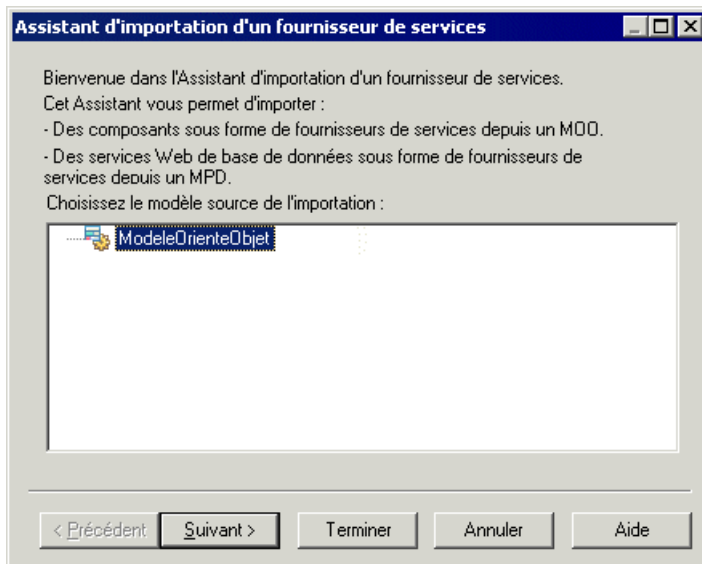 Assistant d'importation d'un fournisseur de services
Bienvenue dans l'Assistant d'importation d'un fournisseur de services.
Cet Assistant vous permet d'importer :
- Des composants sous forme de fournisseurs de services depuis un MOO.
- Des services Web de base de données sous forme de fournisseurs de
services depuis un MPD.
Choisissez le modèle source de l'importation :
ModeleOrienteObjet
< Précédent Suivant > Terminer Annuler Aide